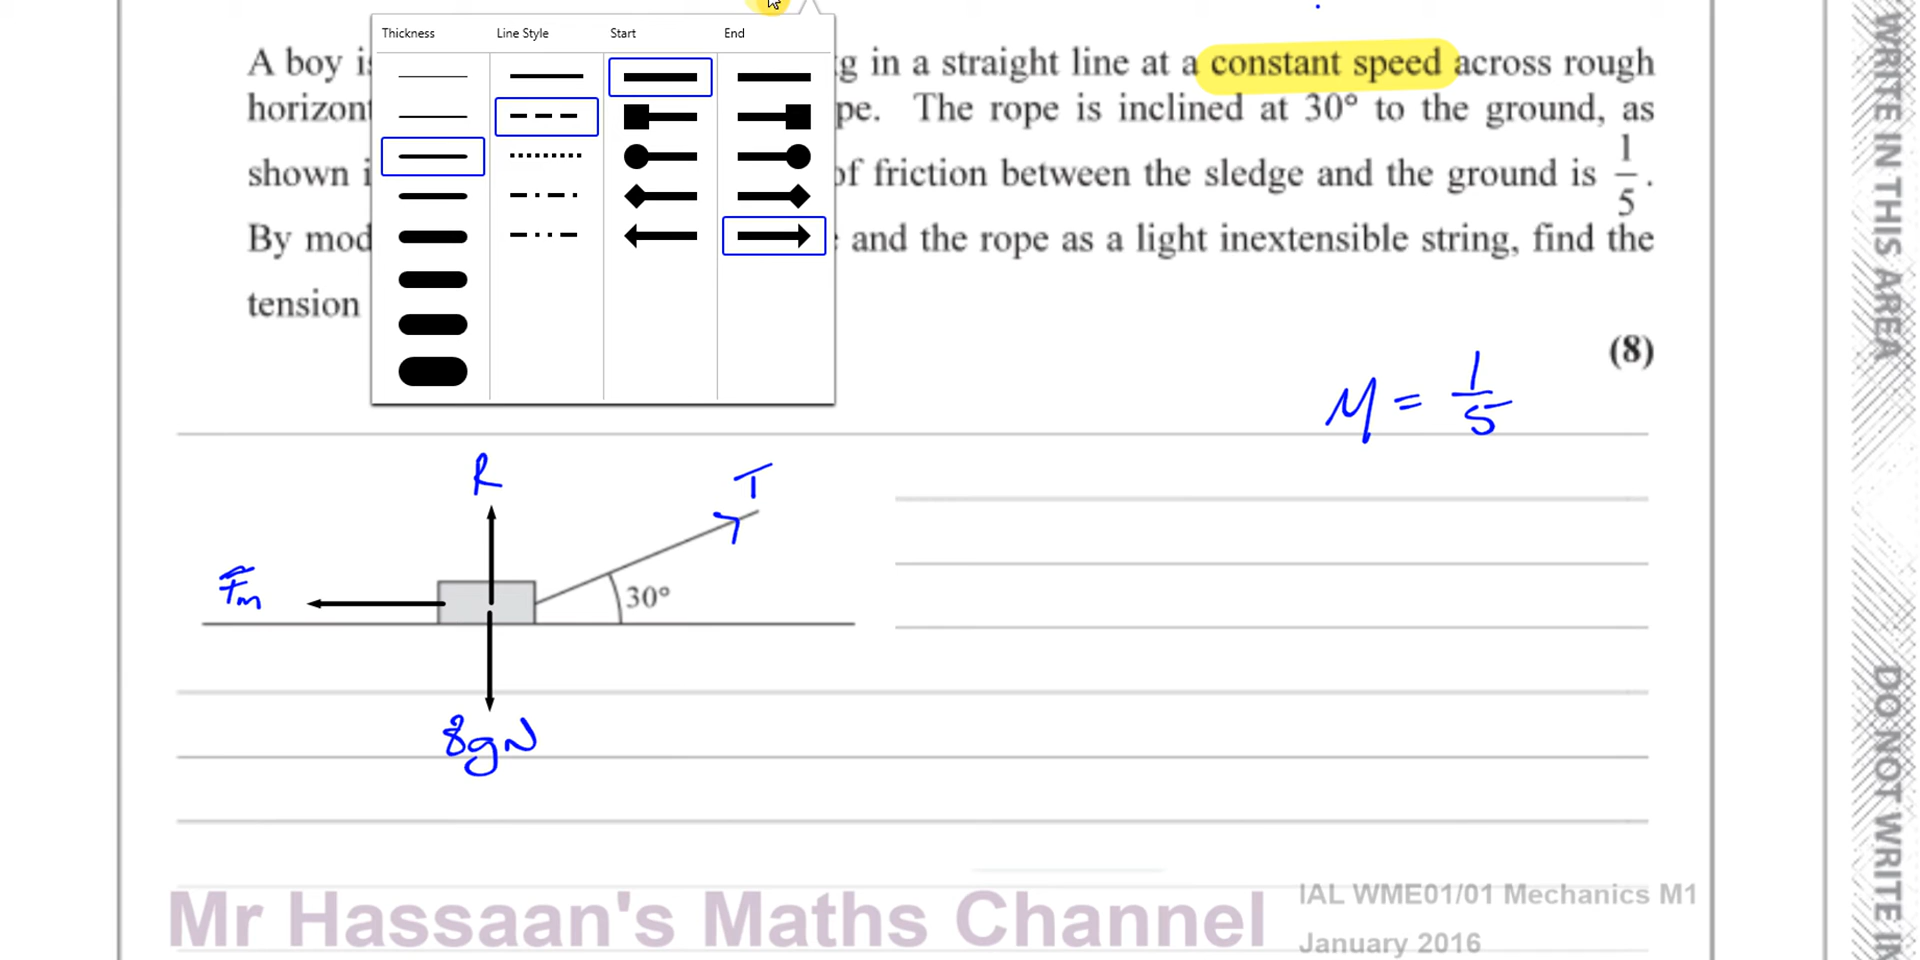 Thickness Line Style Start End
A boy is g in a straight line at a constant speed across rough
horizont pe. The rope is inclined at 30° to the ground, as
shown i of friction between the sledge and the ground is 1/5.
By mod and the rope as a light inextensible string, find the
tension
(8)
μ = 1/5
R
T
Fm
30°
8gN
Mr Hassaan's Maths Channel
IAL WME01/01 Mechanics M1
January 2016
WRITE IN THIS AREA
DO NOT WRITE IN